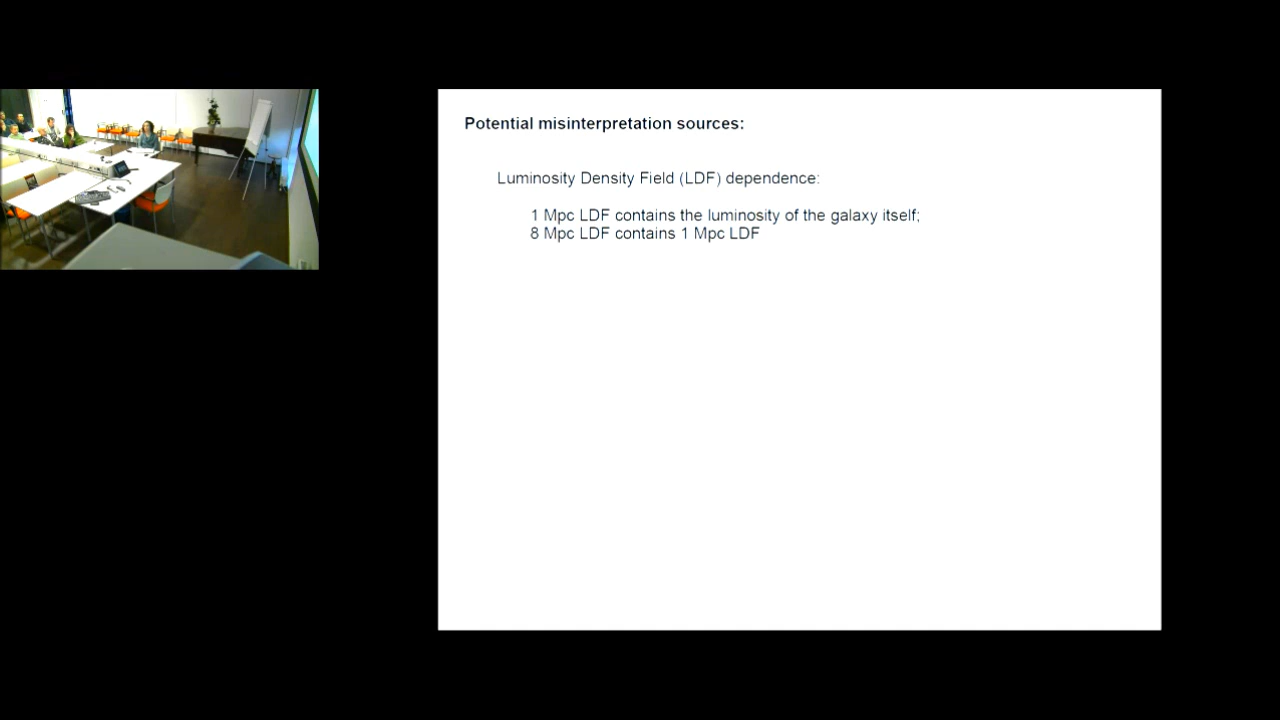 Potential misinterpretation sources:
Luminosity Density Field (LDF) dependence:
1 Mpc LDF contains the luminosity of the galaxy itself;
8 Mpc LDF contains 1 Mpc LDF